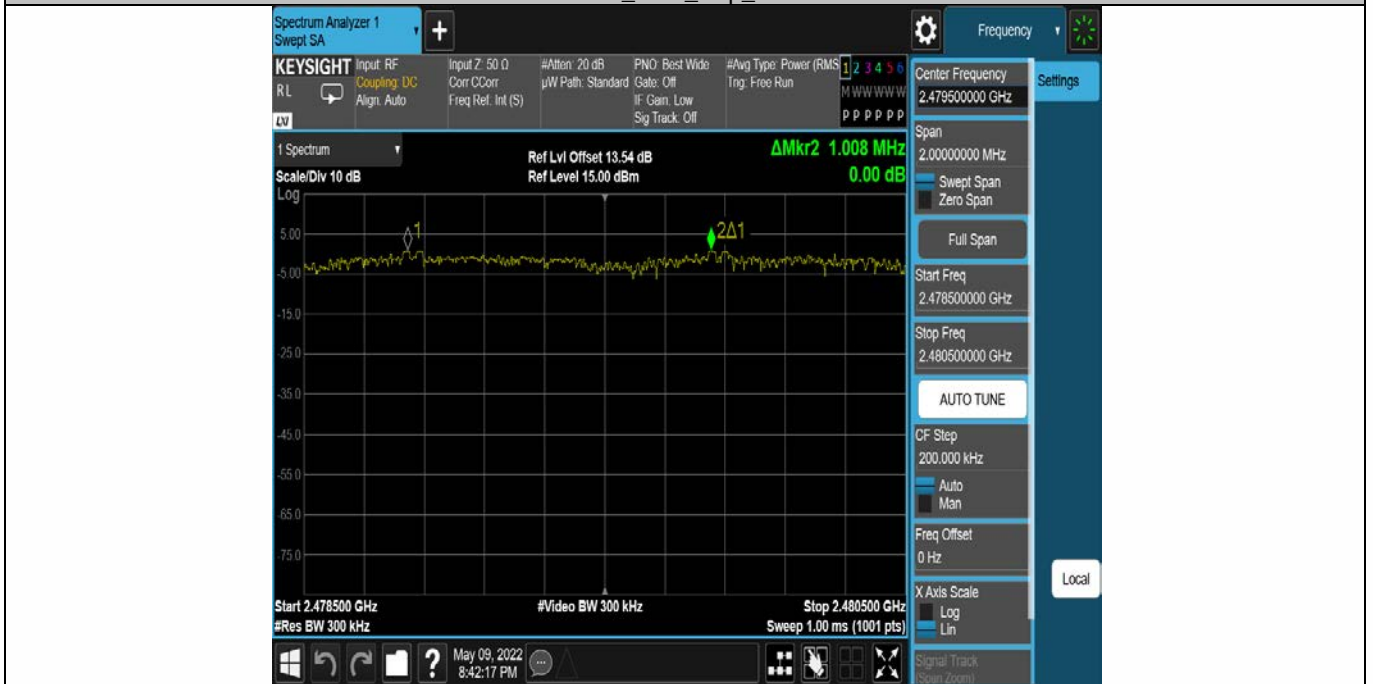 Spectrum Analyzer 1
Swept SA
+
Frequency
KEYSIGHT
RL
LXI
Input: RF
Coupling: DC
Align: Auto
Input Z: 50 Ω
Corr CCorr
Freq Ref: Int (S)
#Atten: 20 dB
µW Path: Standard
PNO: Best Wide
Gate: Off
IF Gain: Low
Sig Track: Off
#Avg Type: Power (RMS
Trig: Free Run
1 2 3 4 5 6
M W W W W W
P P P P P P
1 Spectrum
Scale/Div 10 dB
Log
Ref Lvl Offset 13.54 dB
Ref Level 15.00 dBm
ΔMkr2 1.008 MHz
0.00 dB
1
2Δ1
5.00
-5.00
-15.0
-25.0
-35.0
-45.0
-55.0
-65.0
-75.0
Start 2.478500 GHz
#Res BW 300 kHz
#Video BW 300 kHz
Stop 2.480500 GHz
Sweep 1.00 ms (1001 pts)
Center Frequency
2.479500000 GHz
Span
2.00000000 MHz
Swept Span
Zero Span
Full Span
Start Freq
2.478500000 GHz
Stop Freq
2.480500000 GHz
AUTO TUNE
CF Step
200.000 kHz
Auto
Man
Freq Offset
0 Hz
X Axis Scale
Log
Lin
Signal Track
(Span Zoom)
Settings
Local
?
May 09, 2022
8:42:17 PM